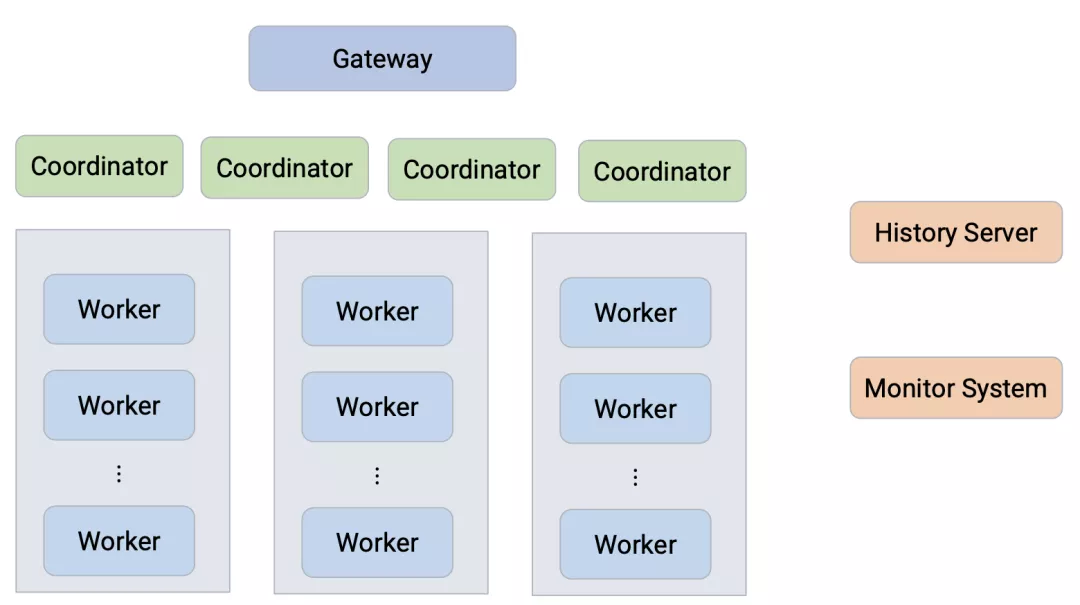 Gateway
Coordinator
Coordinator
Coordinator
Coordinator
History Server
Worker
Worker
Worker
Monitor System
Worker
Worker
Worker
⋮
⋮
⋮
Worker
Worker
Worker